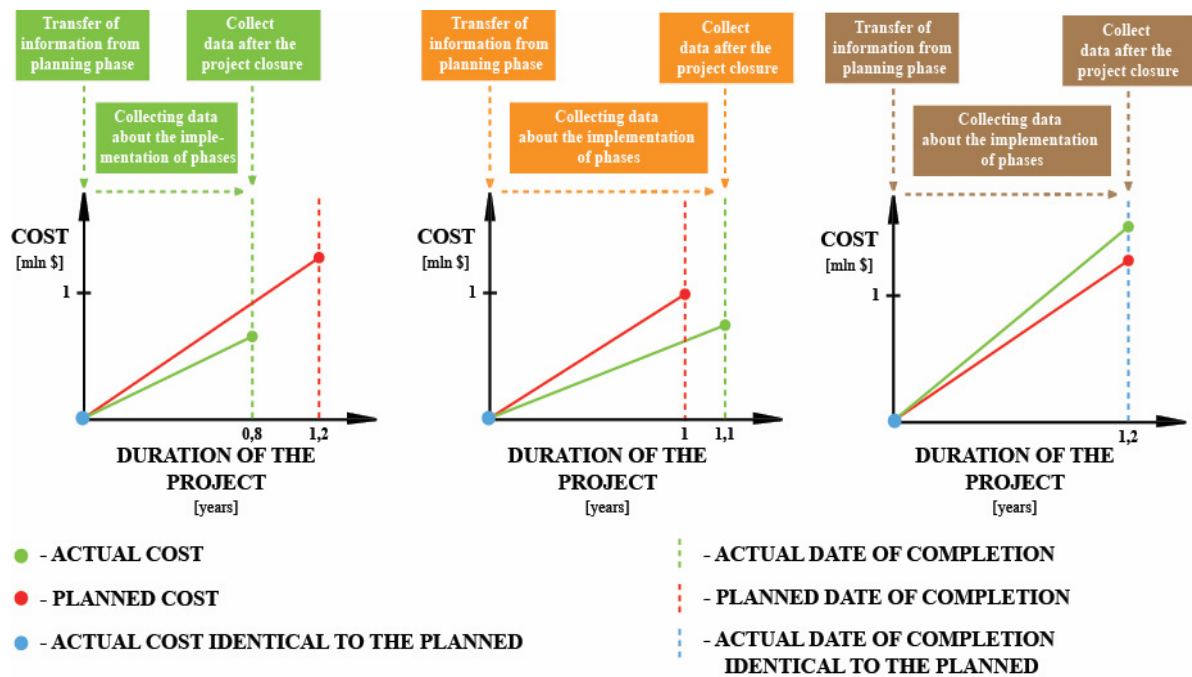 Transfer of
information from
planning phase
Collect
data after the
project closure
Collecting data
about the imple-
mentation of phases
COST
[mln $]
1
0,8
1,2
DURATION OF THE
PROJECT
[years]
Transfer of
information from
planning phase
Collect
data after the
project closure
Collecting data
about the implementation
of phases
COST
[mln $]
1
1
1,1
DURATION OF THE
PROJECT
[years]
Transfer of
information from
planning phase
Collect
data after the
project closure
Collecting data
about the implementation
of phases
COST
[mln $]
1
1,2
DURATION OF THE
PROJECT
[years]
- ACTUAL COST
- PLANNED COST
- ACTUAL COST IDENTICAL TO THE PLANNED
- ACTUAL DATE OF COMPLETION
- PLANNED DATE OF COMPLETION
- ACTUAL DATE OF COMPLETION
IDENTICAL TO THE PLANNED